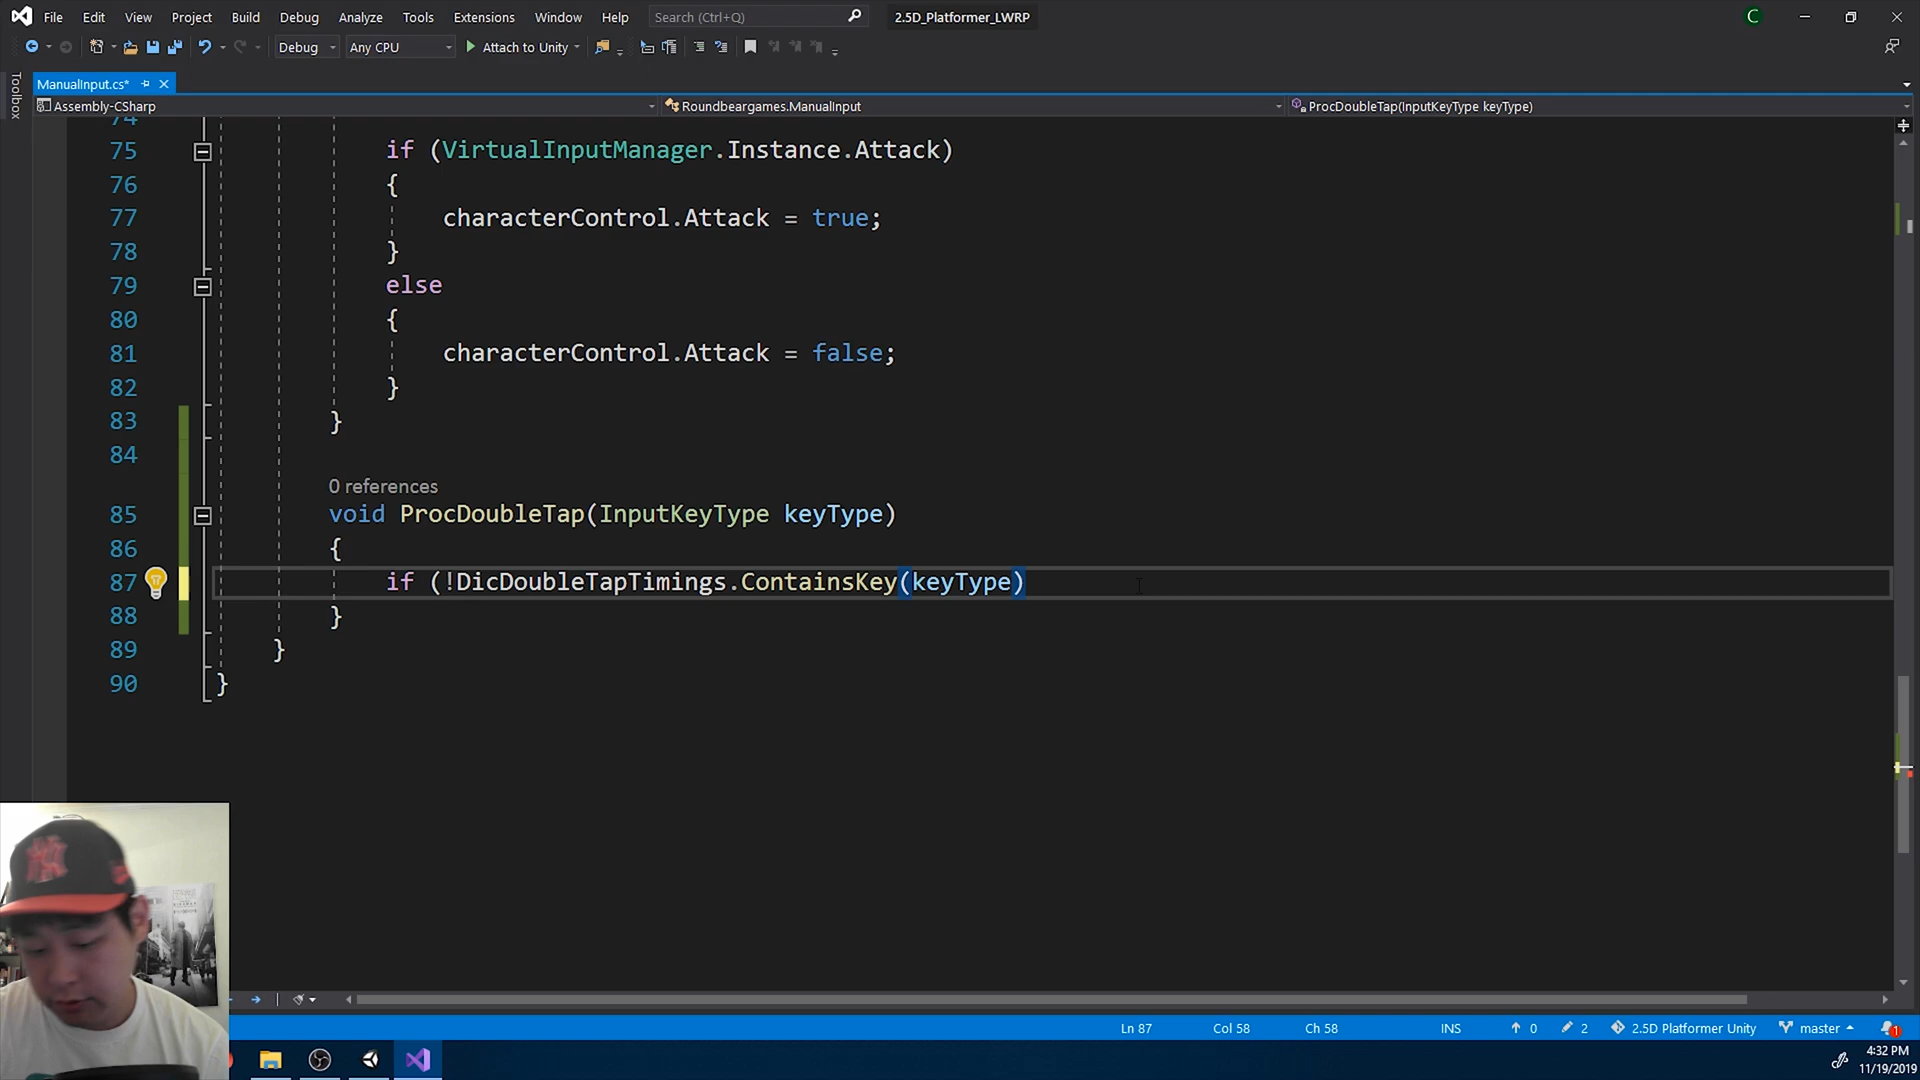 File Edit View Project Build Debug Analyze Tools Extensions Window Help Search (Ctrl+Q) 2.5D_Platformer_LWRP C
Debug Any CPU Attach to Unity
Toolbox
ManualInput.cs*
Assembly-CSharp Roundbeargames.ManualInput ProcDoubleTap(InputKeyType keyType)
74
75 if (VirtualInputManager.Instance.Attack)
76 {
77 characterControl.Attack = true;
78 }
79 else
80 {
81 characterControl.Attack = false;
82 }
83 }
84
0 references
85 void ProcDoubleTap(InputKeyType keyType)
86 {
87 if (!DicDoubleTapTimings.ContainsKey(keyType)
88 }
89 }
90 }
Ln 87 Col 58 Ch 58 INS 0 2 2.5D Platformer Unity master 1
4:32 PM
11/19/2019